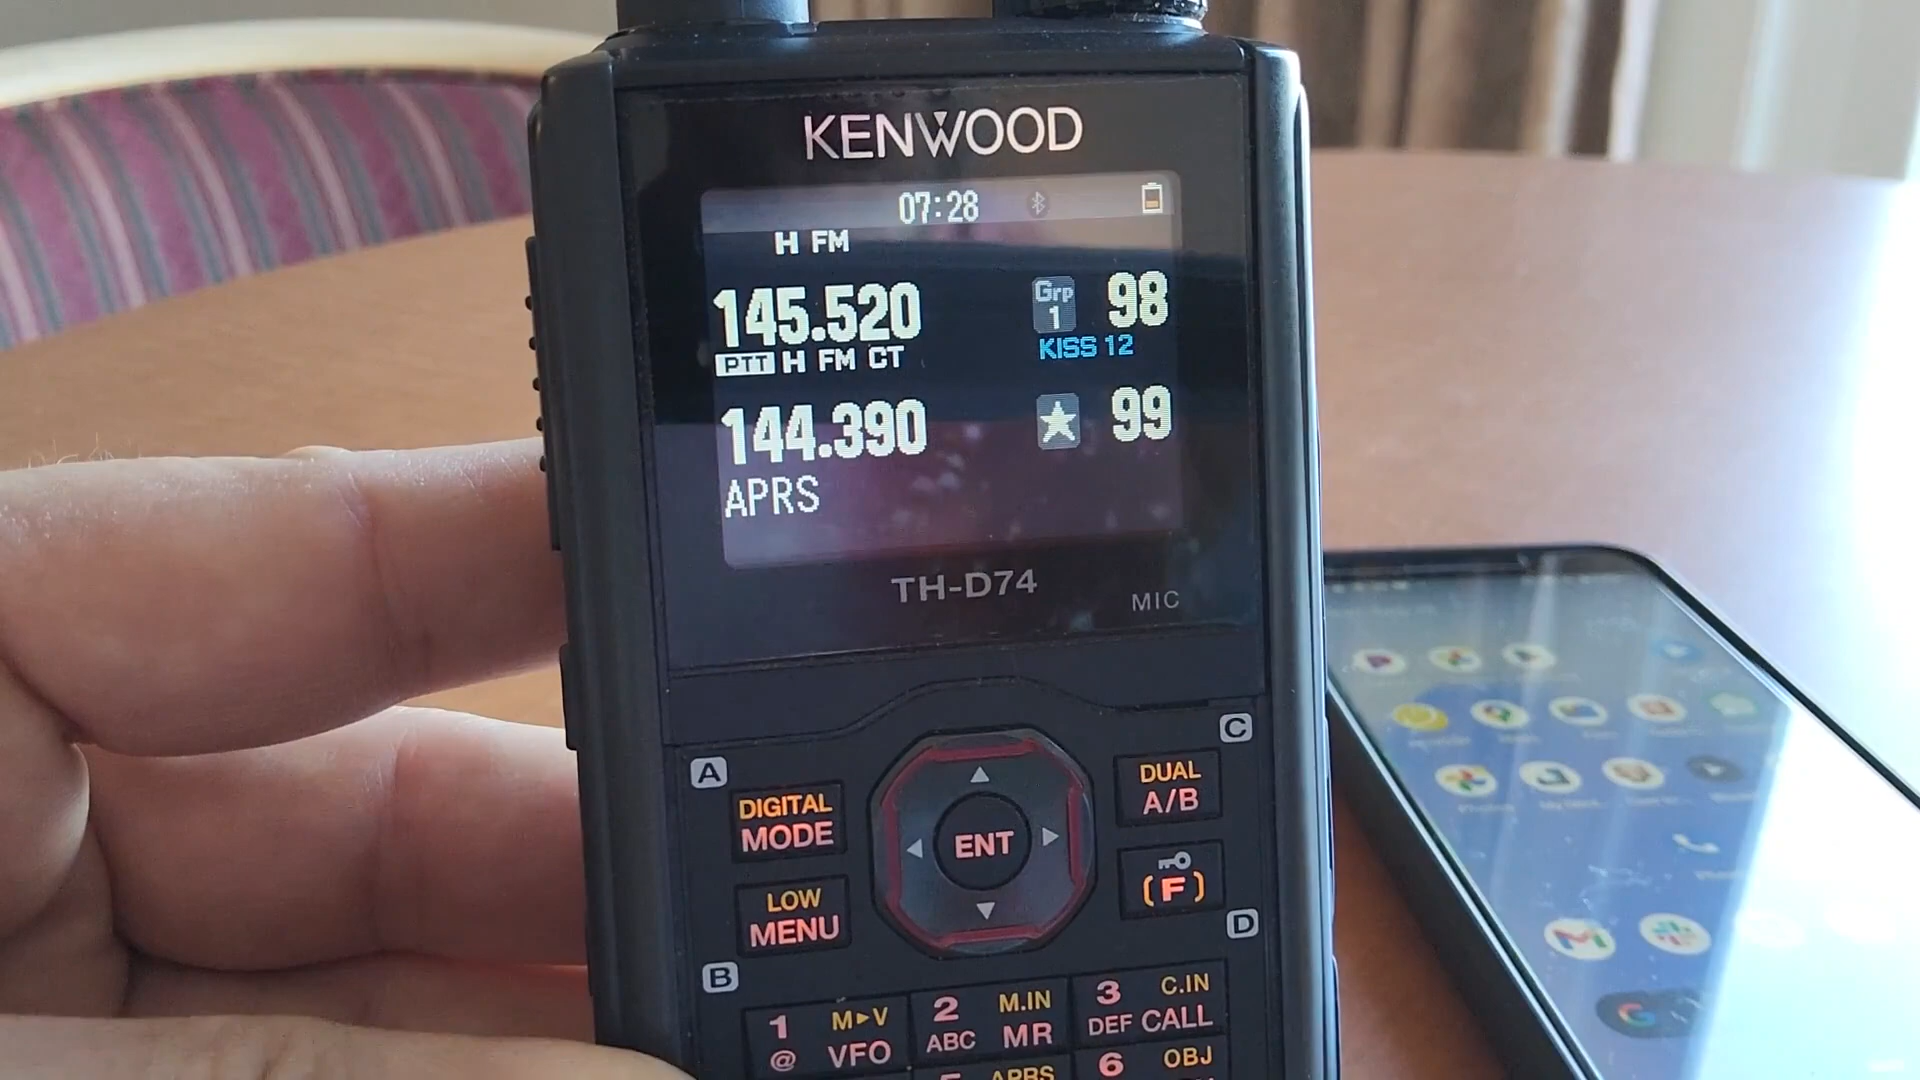 KENWOOD
07:28
H FM
145.520 Grp 1 98
PTT H FM CT KISS 12
144.390 99
APRS
TH-D74
MIC
A C
DIGITAL MODE
DUAL A/B
ENT
LOW MENU
(F)
B D
1 M▸V
@ VFO
2 M.IN
ABC MR
3 C.IN
DEF CALL
APRS
6 OBJ